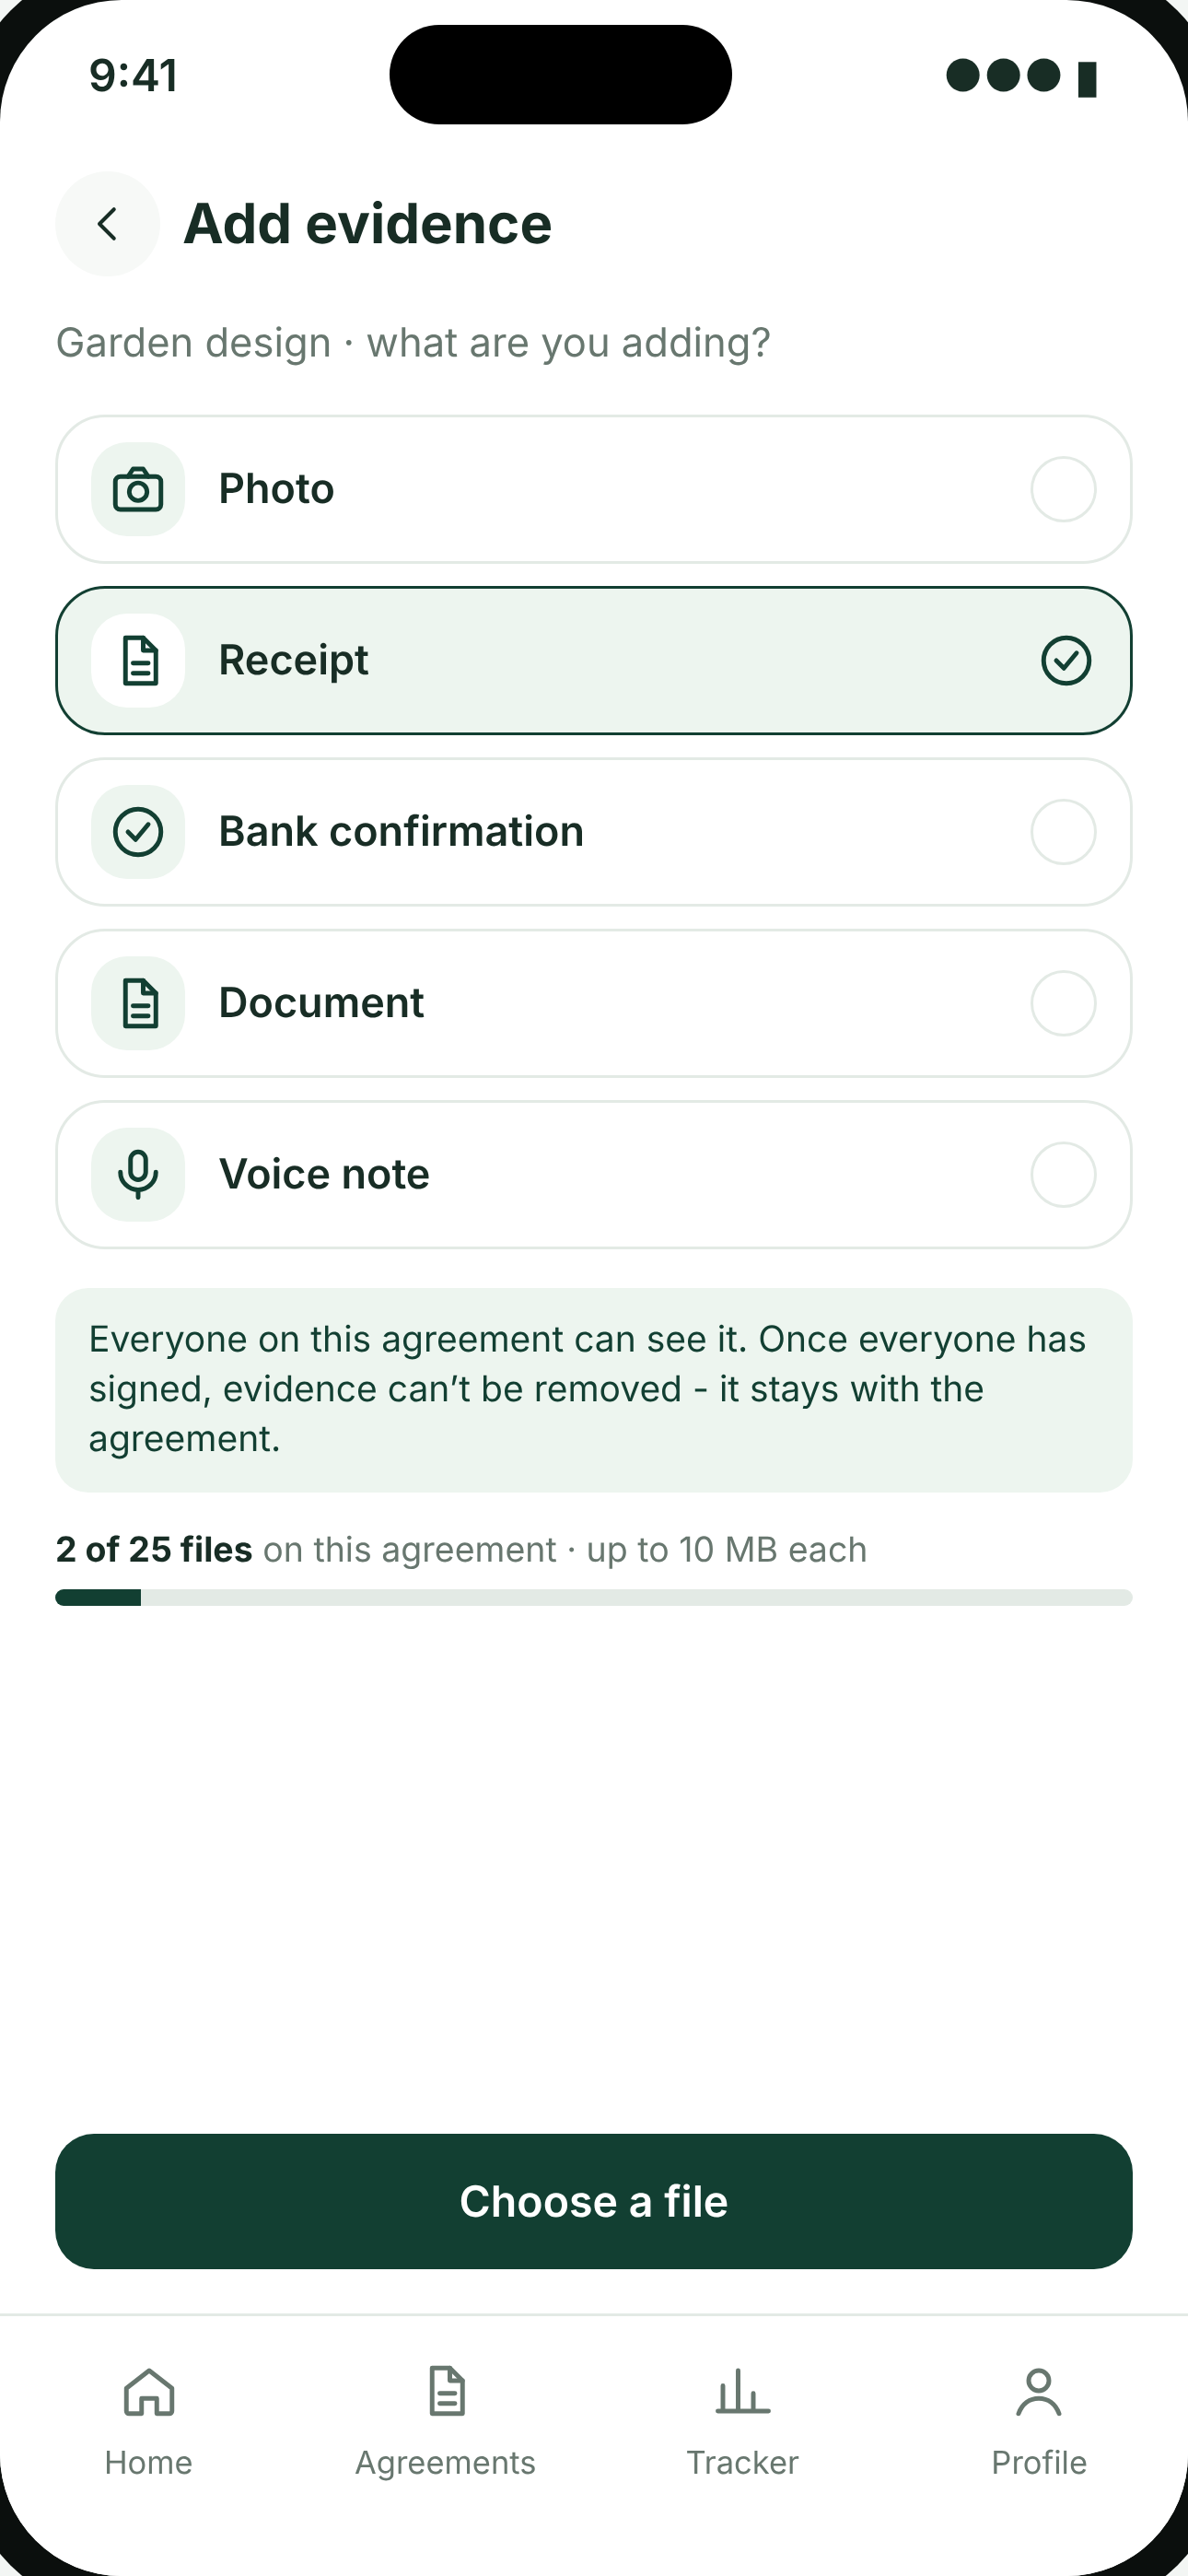 9:41
Add evidence
Garden design · what are you adding?
Photo
Receipt
Bank confirmation
Document
Voice note
Everyone on this agreement can see it. Once everyone has
signed, evidence can’t be removed - it stays with the
agreement.
2 of 25 files on this agreement · up to 10 MB each
Choose a file
Home
Agreements
Tracker
Profile